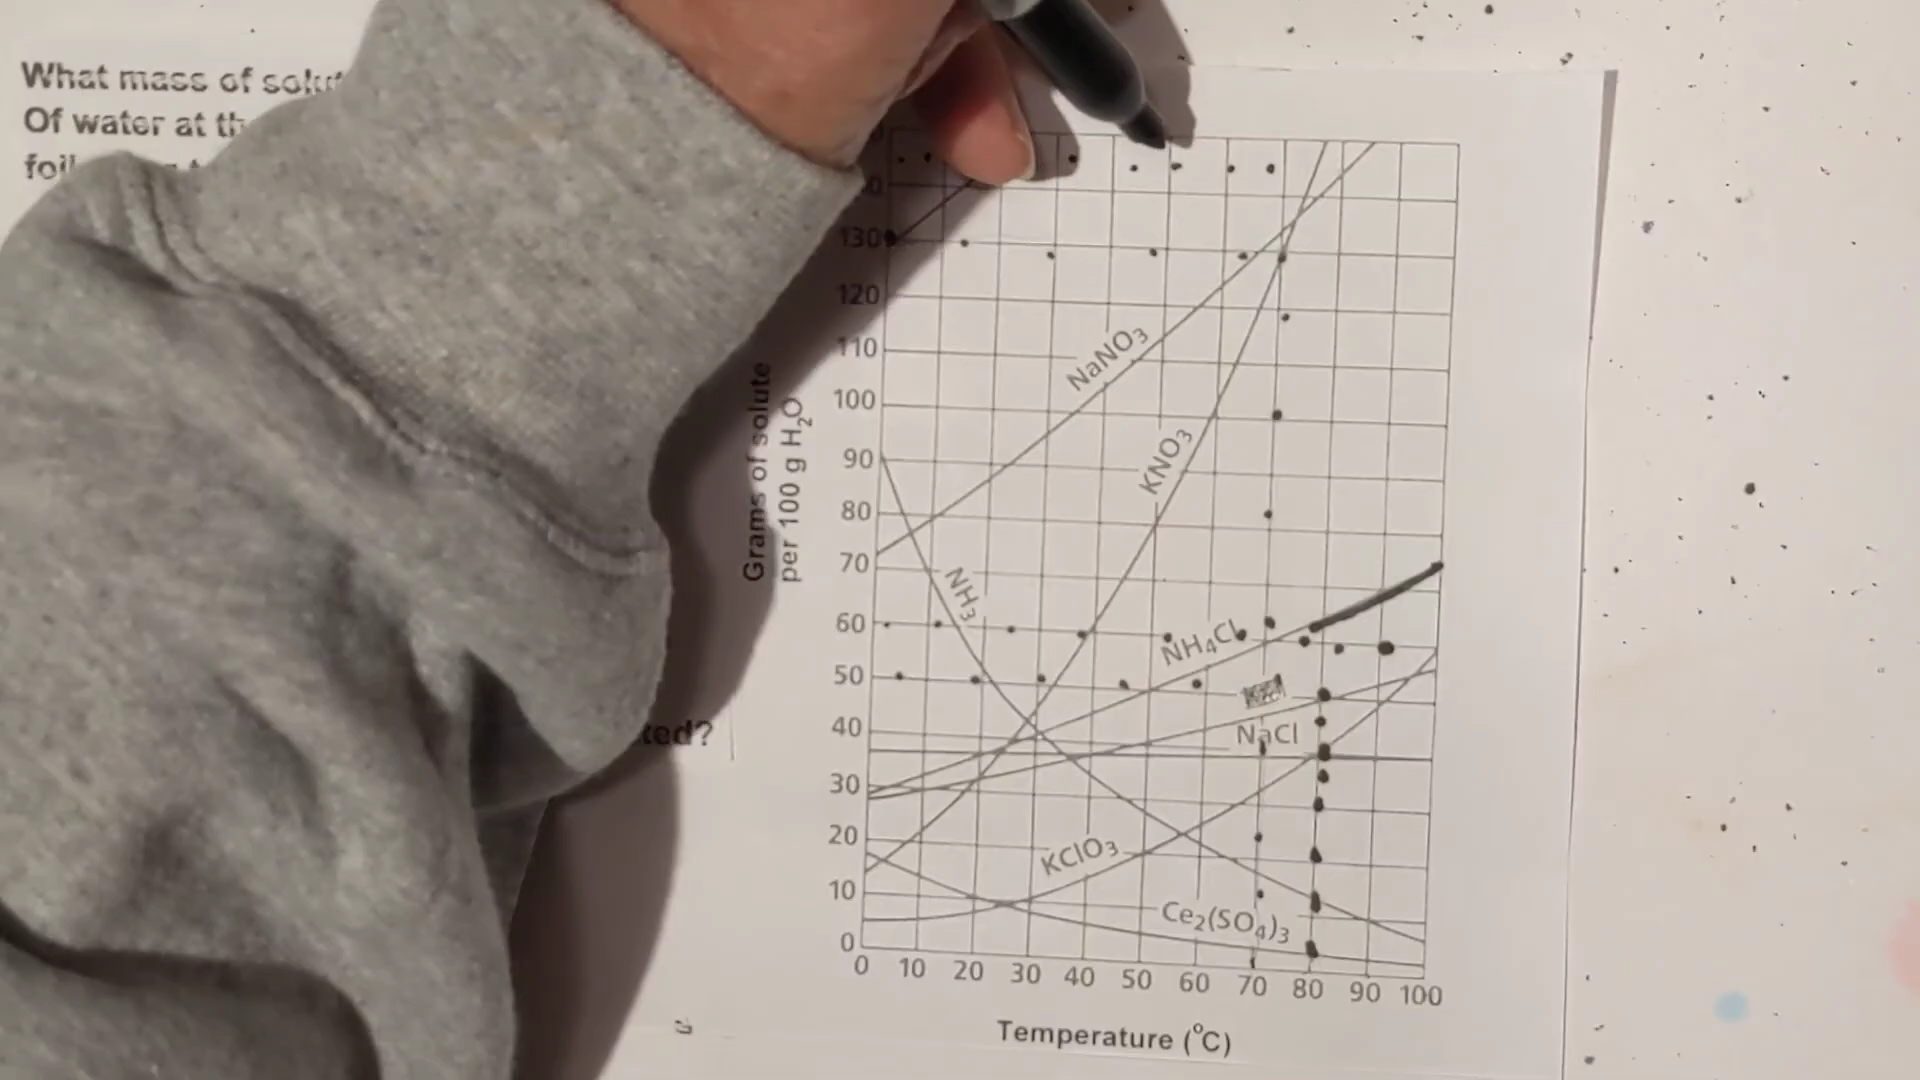 What mass of
Of water at
ted?
130
120
110
100
90
80
70
60
50
40
30
20
10
0
0 10 20 30 40 50 60 70 80 90 100
Grams of solute
per 100 g H₂O
NaNO₃
KNO₃
NH₃
NH₄Cl
NaCl
KClO₃
Ce₂(SO₄)₃
Temperature (°C)